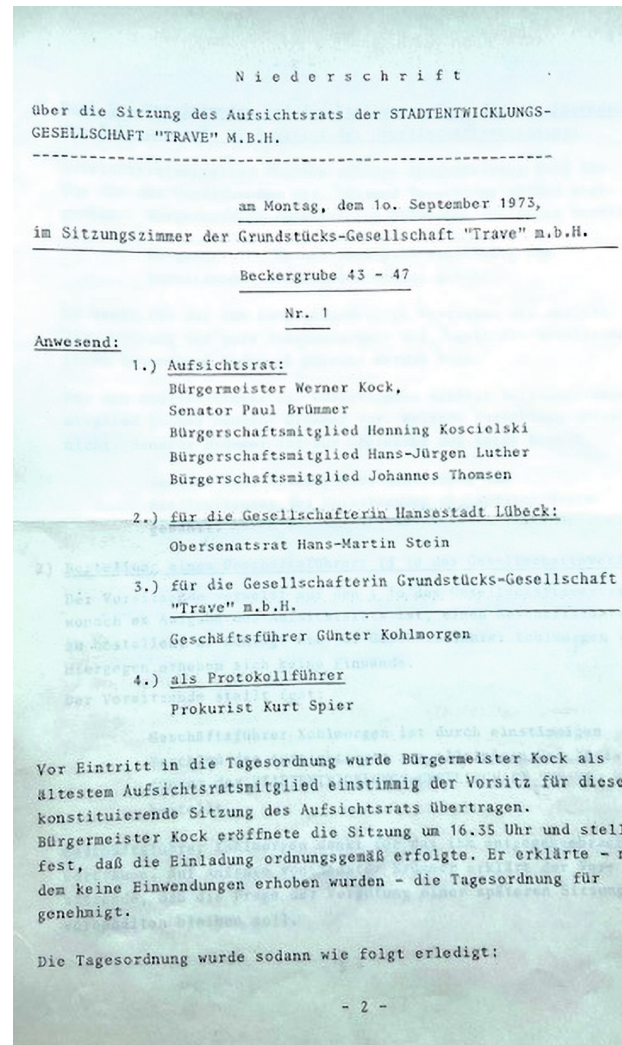 N i e d e r s c h r i f t
über die Sitzung des Aufsichtsrats der STADTENTWICKLUNGS-
GESELLSCHAFT "TRAVE" M.B.H.
am Montag, dem 1o. September 1973,
im Sitzungszimmer der Grundstücks-Gesellschaft "Trave" m.b.H.
Beckergrube 43 - 47
Nr. 1
Anwesend:
1.) Aufsichtsrat:
Bürgermeister Werner Kock,
Senator Paul Brümmer
Bürgerschaftsmitglied Henning Koscielski
Bürgerschaftsmitglied Hans-Jürgen Luther
Bürgerschaftsmitglied Johannes Thomsen
2.) für die Gesellschafterin Hansestadt Lübeck:
Obersenatsrat Hans-Martin Stein
3.) für die Gesellschafterin Grundstücks-Gesellschaft
"Trave" m.b.H.
Geschäftsführer Günter Kohlmorgen
4.) als Protokollführer
Prokurist Kurt Spier
Vor Eintritt in die Tagesordnung wurde Bürgermeister Kock als
ältestem Aufsichtsratsmitglied einstimmig der Vorsitz für diese
konstituierende Sitzung des Aufsichtsrats übertragen.
Bürgermeister Kock eröffnete die Sitzung um 16.35 Uhr und stell
fest, daß die Einladung ordnungsgemäß erfolgte. Er erklärte -
dem keine Einwendungen erhoben wurden - die Tagesordnung für
genehmigt.
Die Tagesordnung wurde sodann wie folgt erledigt:
- 2 -